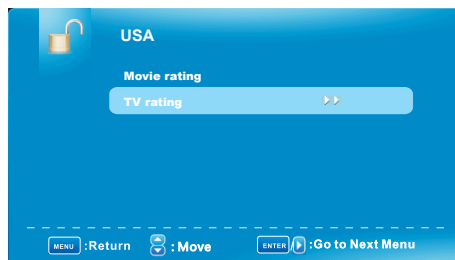 USA
Movie rating
TV rating
MENU :Return : Move ENTER / :Go to Next Menu